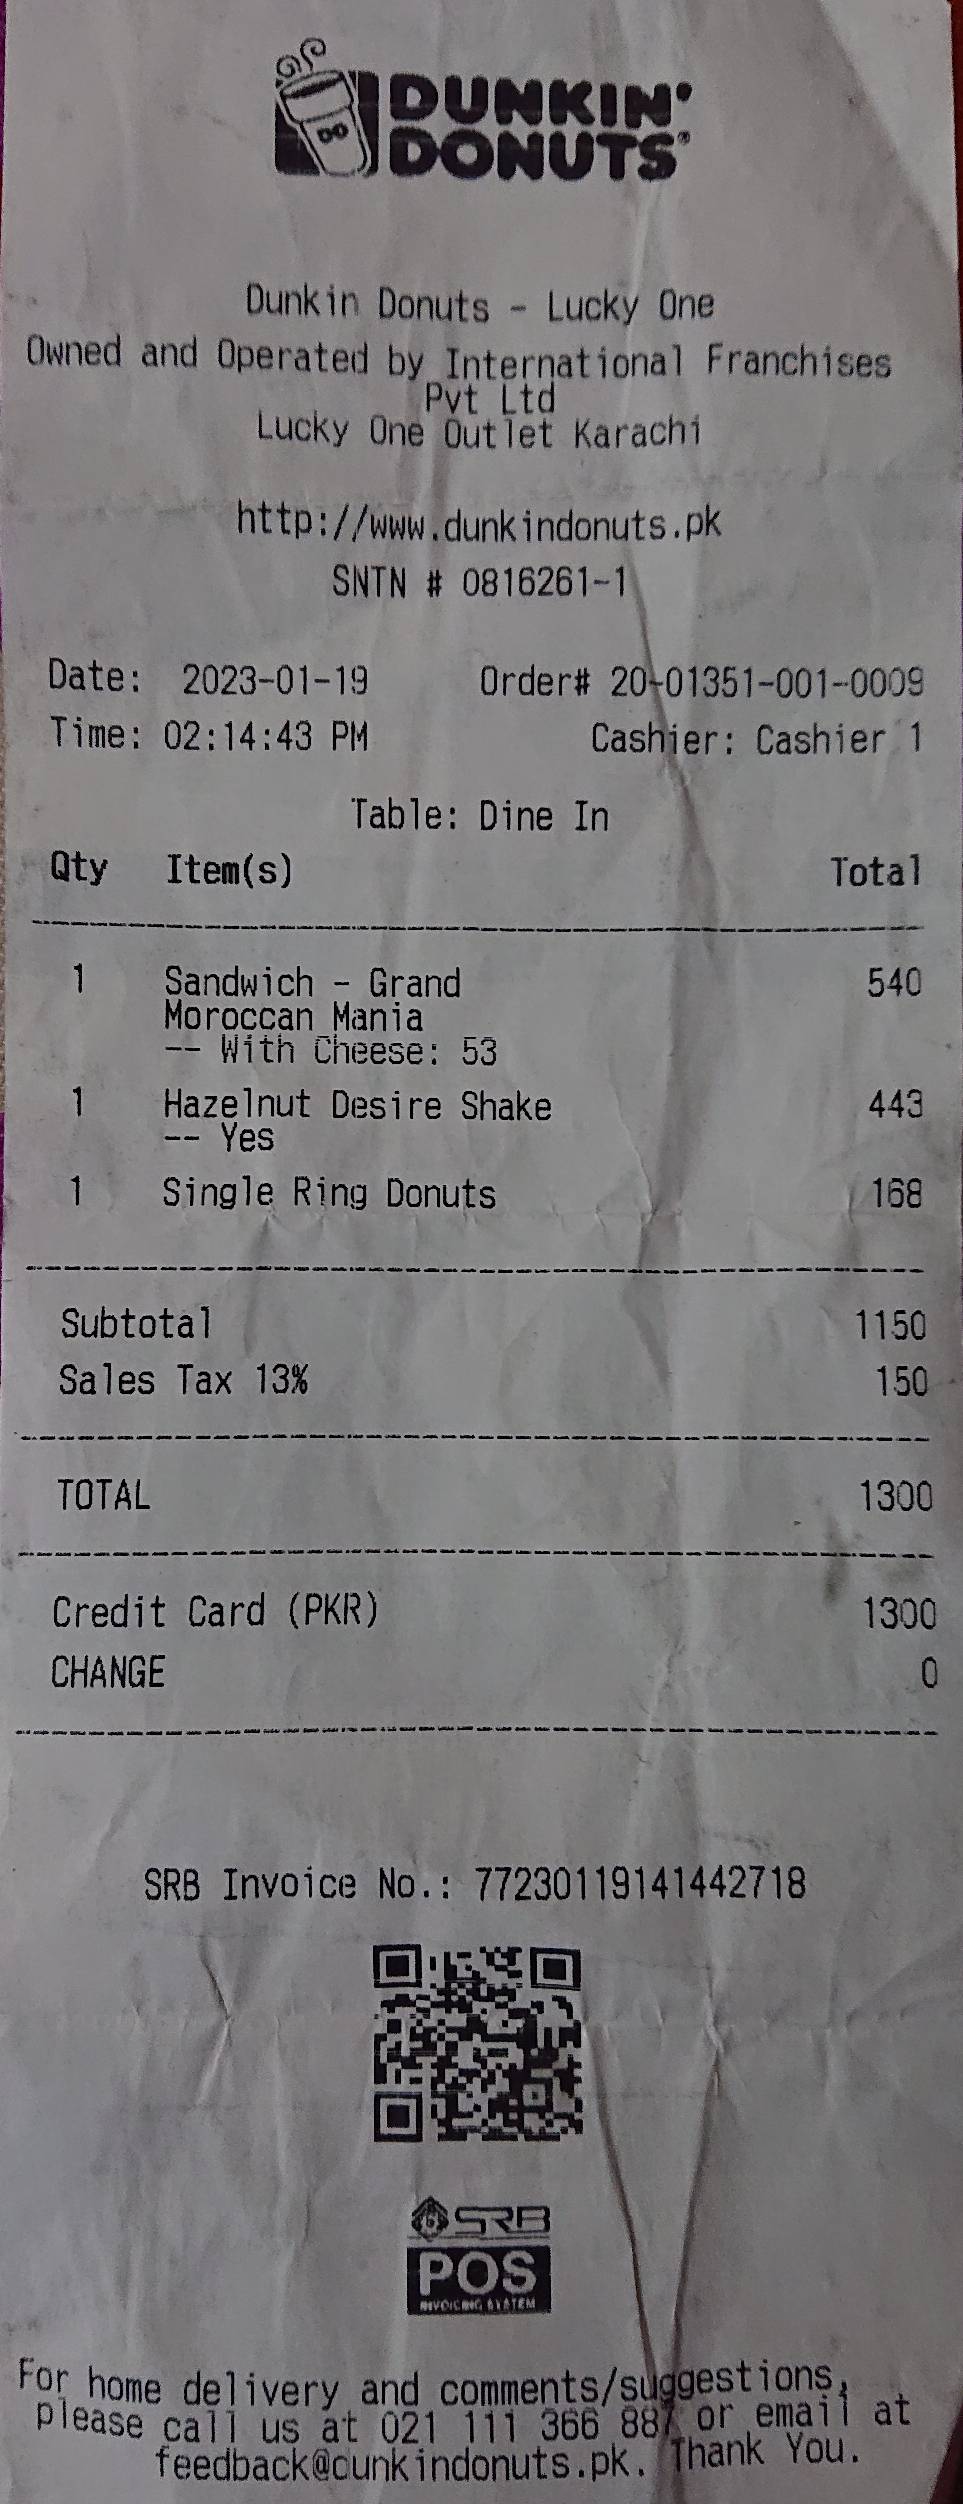 DUNKIN'
DONUTS®
Dunkin Donuts - Lucky One
Owned and Operated by International Franchises
Pvt Ltd
Lucky One Outlet Karachi
http://www.dunkindonuts.pk
SNTN # 0816261-1
Date: 2023-01-19 Order# 20-01351-001-0009
Time: 02:14:43 PM Cashier: Cashier 1
Table: Dine In
Qty Item(s) Total
1 Sandwich - Grand 540
Moroccan Mania
-- With Cheese: 53
1 Hazelnut Desire Shake 443
-- Yes
1 Single Ring Donuts 168
Subtotal 1150
Sales Tax 13% 150
TOTAL 1300
Credit Card (PKR) 1300
CHANGE 0
SRB Invoice No.: 77230119141442718
SRB
POS
INVOICING SYSTEM
For home delivery and comments/suggestions,
please call us at 021 111 366 887 or email at
feedback@dunkindonuts.pk. Thank You.